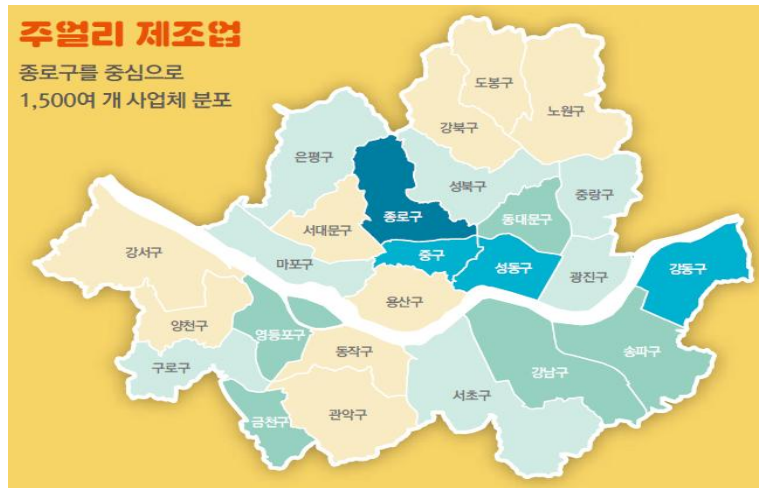 주얼리 제조업
종로구를 중심으로
1,500여 개 사업체 분포
도봉구
노원구
강북구
은평구
성북구
중랑구
종로구
동대문구
서대문구
강서구
마포구
중구
성동구
광진구
강동구
용산구
양천구
영등포구
동작구
송파구
구로구
강남구
서초구
관악구
금천구